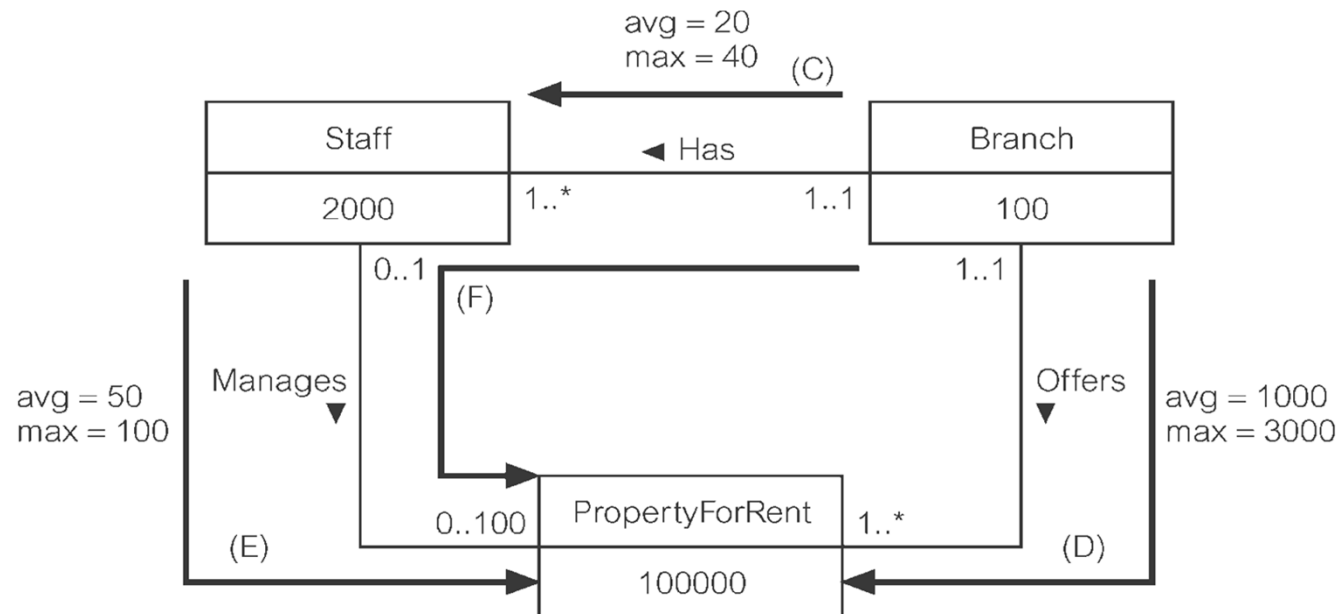 avg = 20
max = 40
(C)
Staff
◄ Has
Branch
2000
1..*
1..1
100
0..1
(F)
1..1
Manages
▼
Offers
▼
avg = 50
max = 100
avg = 1000
max = 3000
0..100
PropertyForRent
1..*
(E)
(D)
100000